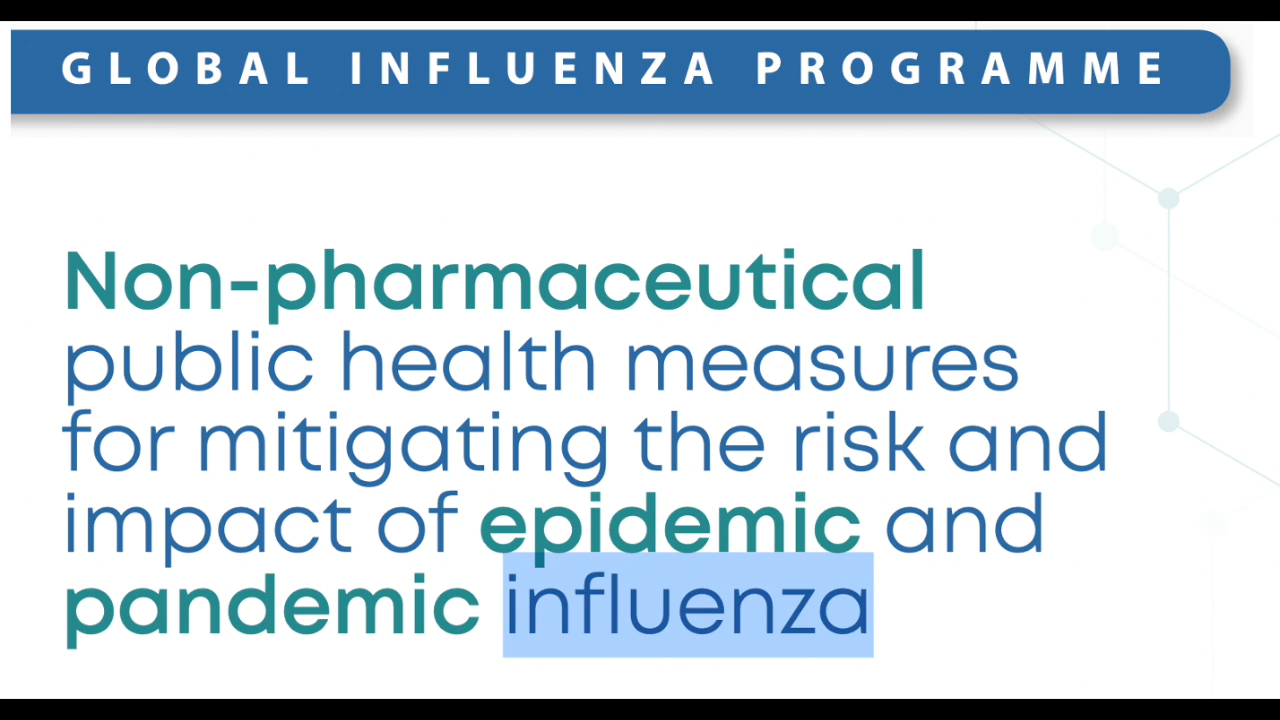 GLOBAL INFLUENZA PROGRAMME
Non-pharmaceutical
public health measures
for mitigating the risk and
impact of epidemic and
pandemic influenza